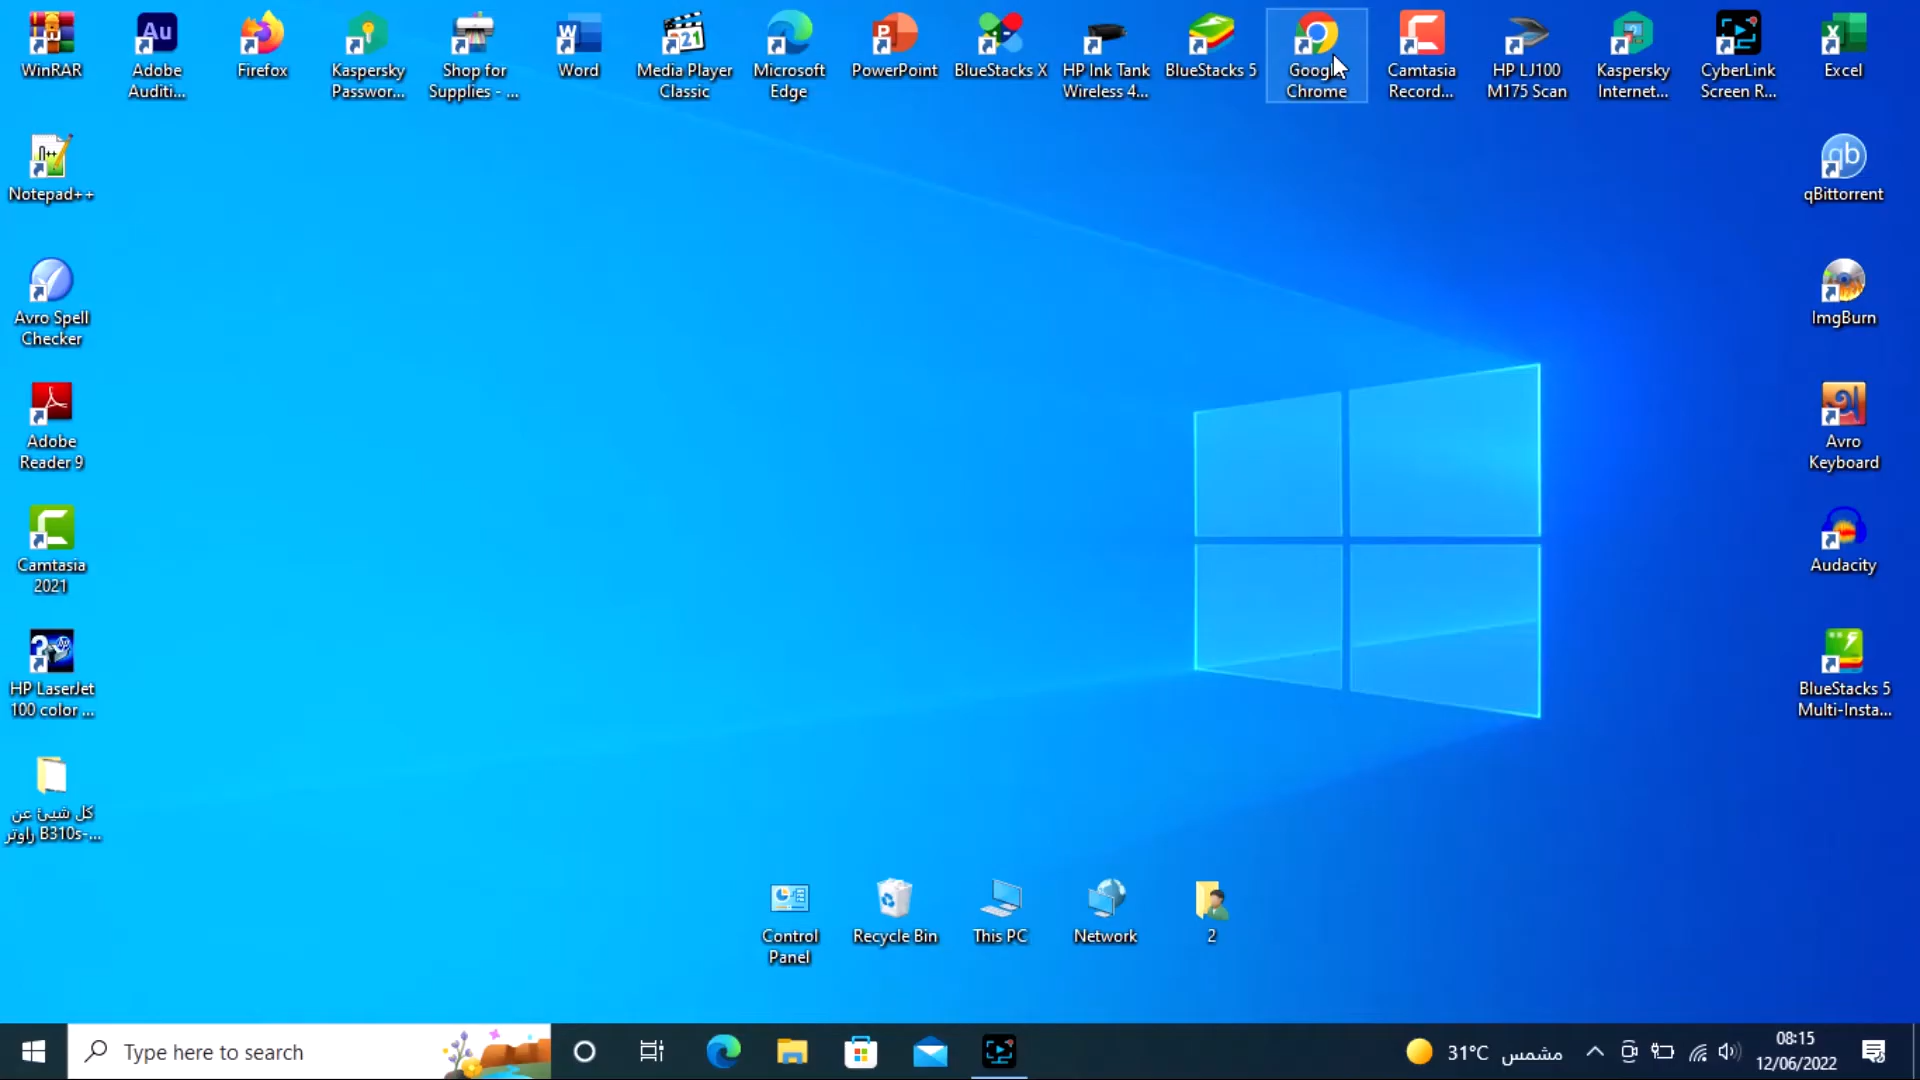 WinRAR
Adobe
Auditi...
Firefox
Kaspersky
Passwor...
Shop for
Supplies - ...
Word
Media Player
Classic
Microsoft
Edge
PowerPoint
BlueStacks X
HP Ink Tank
Wireless 4...
BlueStacks 5
Google
Chrome
Camtasia
Record...
HP LJ100
M175 Scan
Kaspersky
Internet...
CyberLink
Screen R...
Excel
Notepad++
qBittorrent
Avro Spell
Checker
ImgBurn
Adobe
Reader 9
Avro
Keyboard
Camtasia
2021
Audacity
HP LaserJet
100 color ...
BlueStacks 5
Multi-Insta...
كل شيئ عن
راوتر B310s-...
Control
Panel
Recycle Bin
This PC
Network
2
Type here to search
31°C مشمس
08:15
12/06/2022